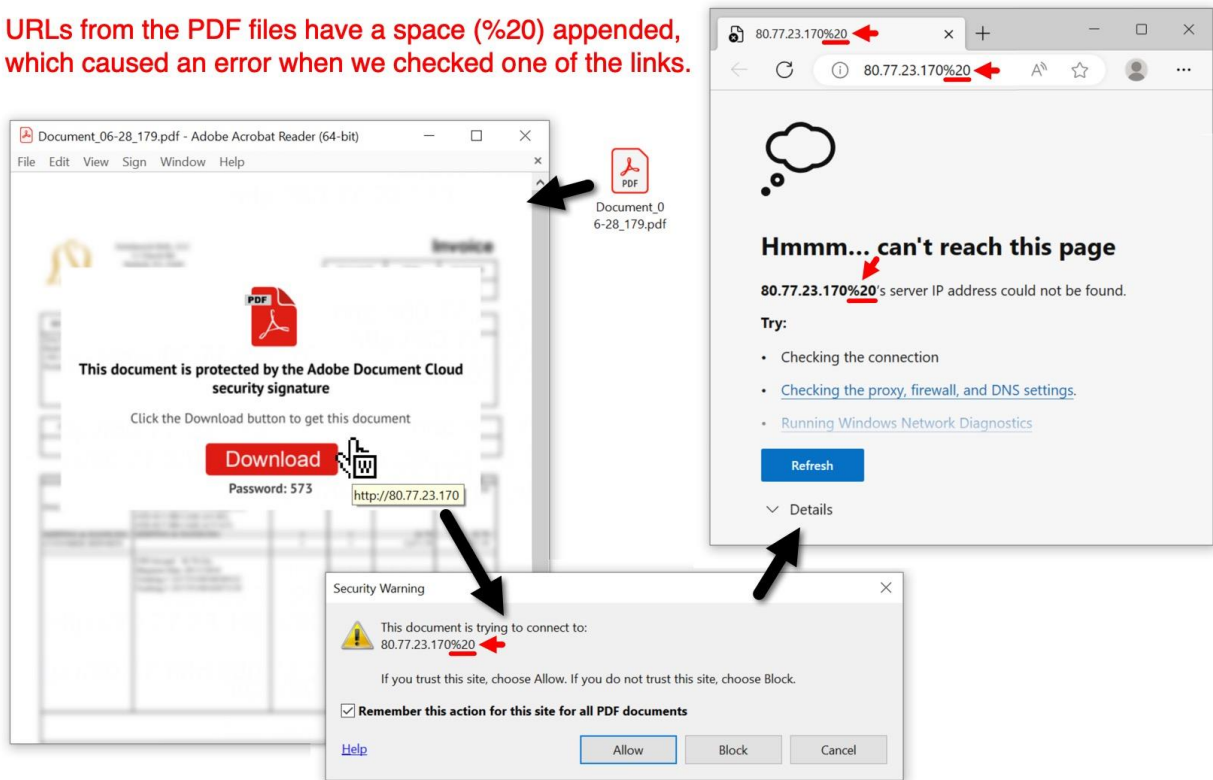 URLs from the PDF files have a space (%20) appended,
which caused an error when we checked one of the links.
Document_06-28_179.pdf - Adobe Acrobat Reader (64-bit)
File Edit View Sign Window Help
Invoice
PDF
This document is protected by the Adobe Document Cloud
security signature
Click the Download button to get this document
Download
W
Password: 573
http://80.77.23.170
PDF
Document_0
6-28_179.pdf
80.77.23.170%20
80.77.23.170%20
Hmmm... can't reach this page
80.77.23.170%20's server IP address could not be found.
Try:
• Checking the connection
• Checking the proxy, firewall, and DNS settings.
• Running Windows Network Diagnostics
Refresh
Details
Security Warning
This document is trying to connect to:
80.77.23.170%20
If you trust this site, choose Allow. If you do not trust this site, choose Block.
Remember this action for this site for all PDF documents
Help
Allow
Block
Cancel